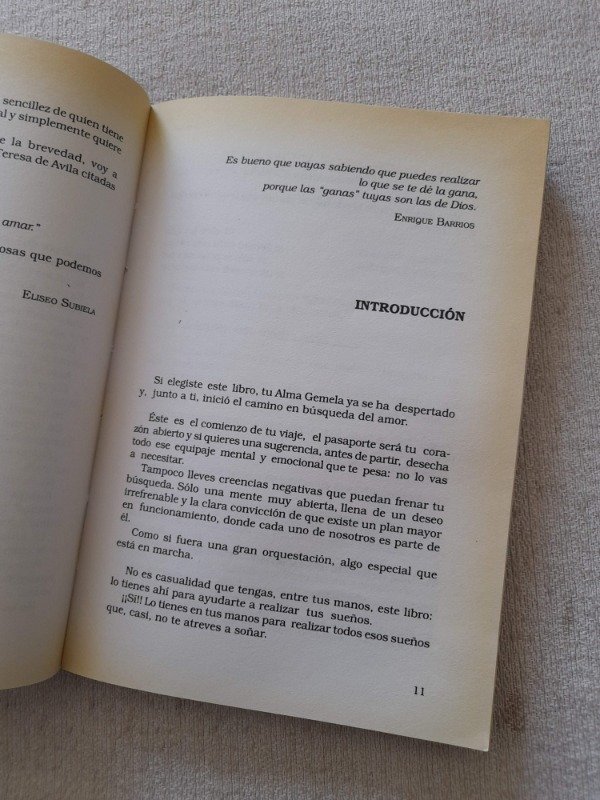 sencillez de quien tiene
al y simplemente quiere
e la brevedad, voy a
Teresa de Avila citadas
amar."
osas que podemos
ELISEO SUBIELA
Es bueno que vayas sabiendo que puedes realizar
lo que se te dé la gana,
porque las "ganas" tuyas son las de Dios.
ENRIQUE BARRIOS
INTRODUCCIÓN
Si elegiste este libro, tu Alma Gemela ya se ha despertado
y, junto a ti, inició el camino en búsqueda del amor.
Éste es el comienzo de tu viaje, el pasaporte será tu cora-
zón abierto y si quieres una sugerencia, antes de partir, desecha
todo ese equipaje mental y emocional que te pesa: no lo vas
a necesitar.
Tampoco lleves creencias negativas que puedan frenar tu
búsqueda. Sólo una mente muy abierta, llena de un deseo
irrefrenable y la clara convicción de que existe un plan mayor
en funcionamiento, donde cada uno de nosotros es parte de
él.
Como si fuera una gran orquestación, algo especial que
está en marcha.
No es casualidad que tengas, entre tus manos, este libro:
lo tienes ahí para ayudarte a realizar tus sueños.
¡¡Sí!! Lo tienes en tus manos para realizar todos esos sueños
que, casi, no te atreves a soñar.
11